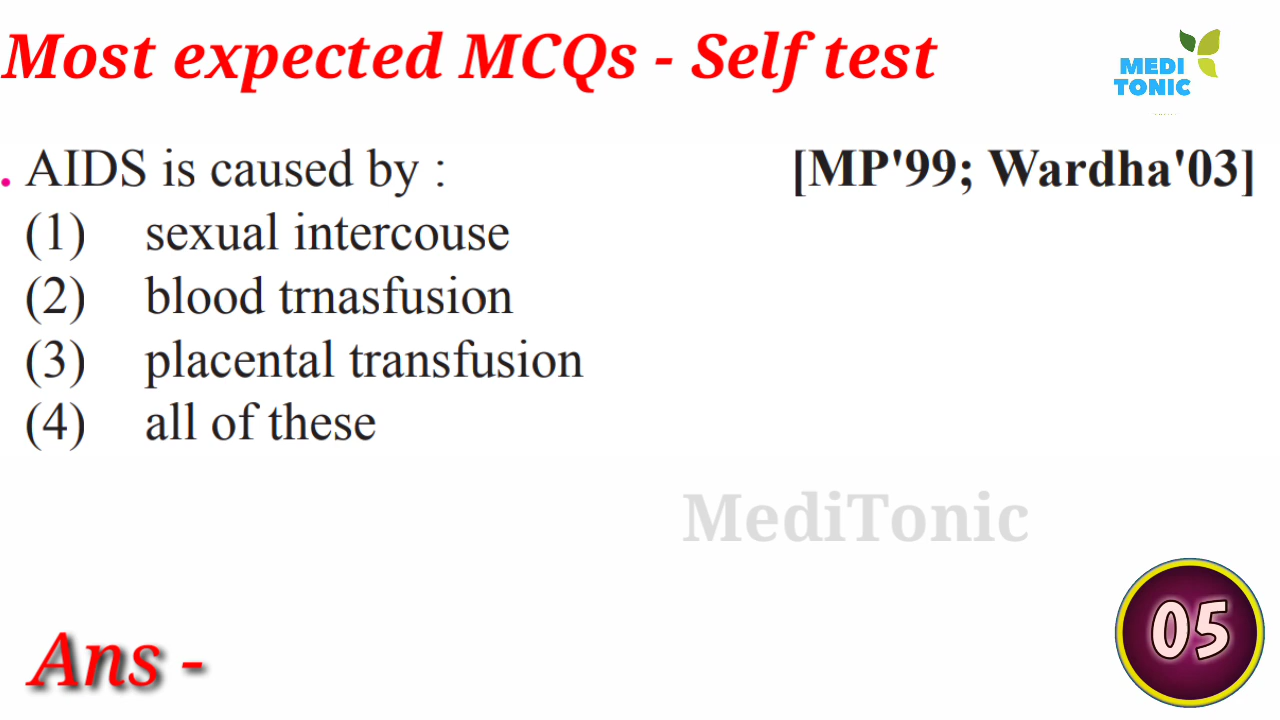 Most expected MCQs - Self test
MEDI
TONIC
. AIDS is caused by : [MP'99; Wardha'03]
(1) sexual intercouse
(2) blood trnasfusion
(3) placental transfusion
(4) all of these
MediTonic
Ans -
05